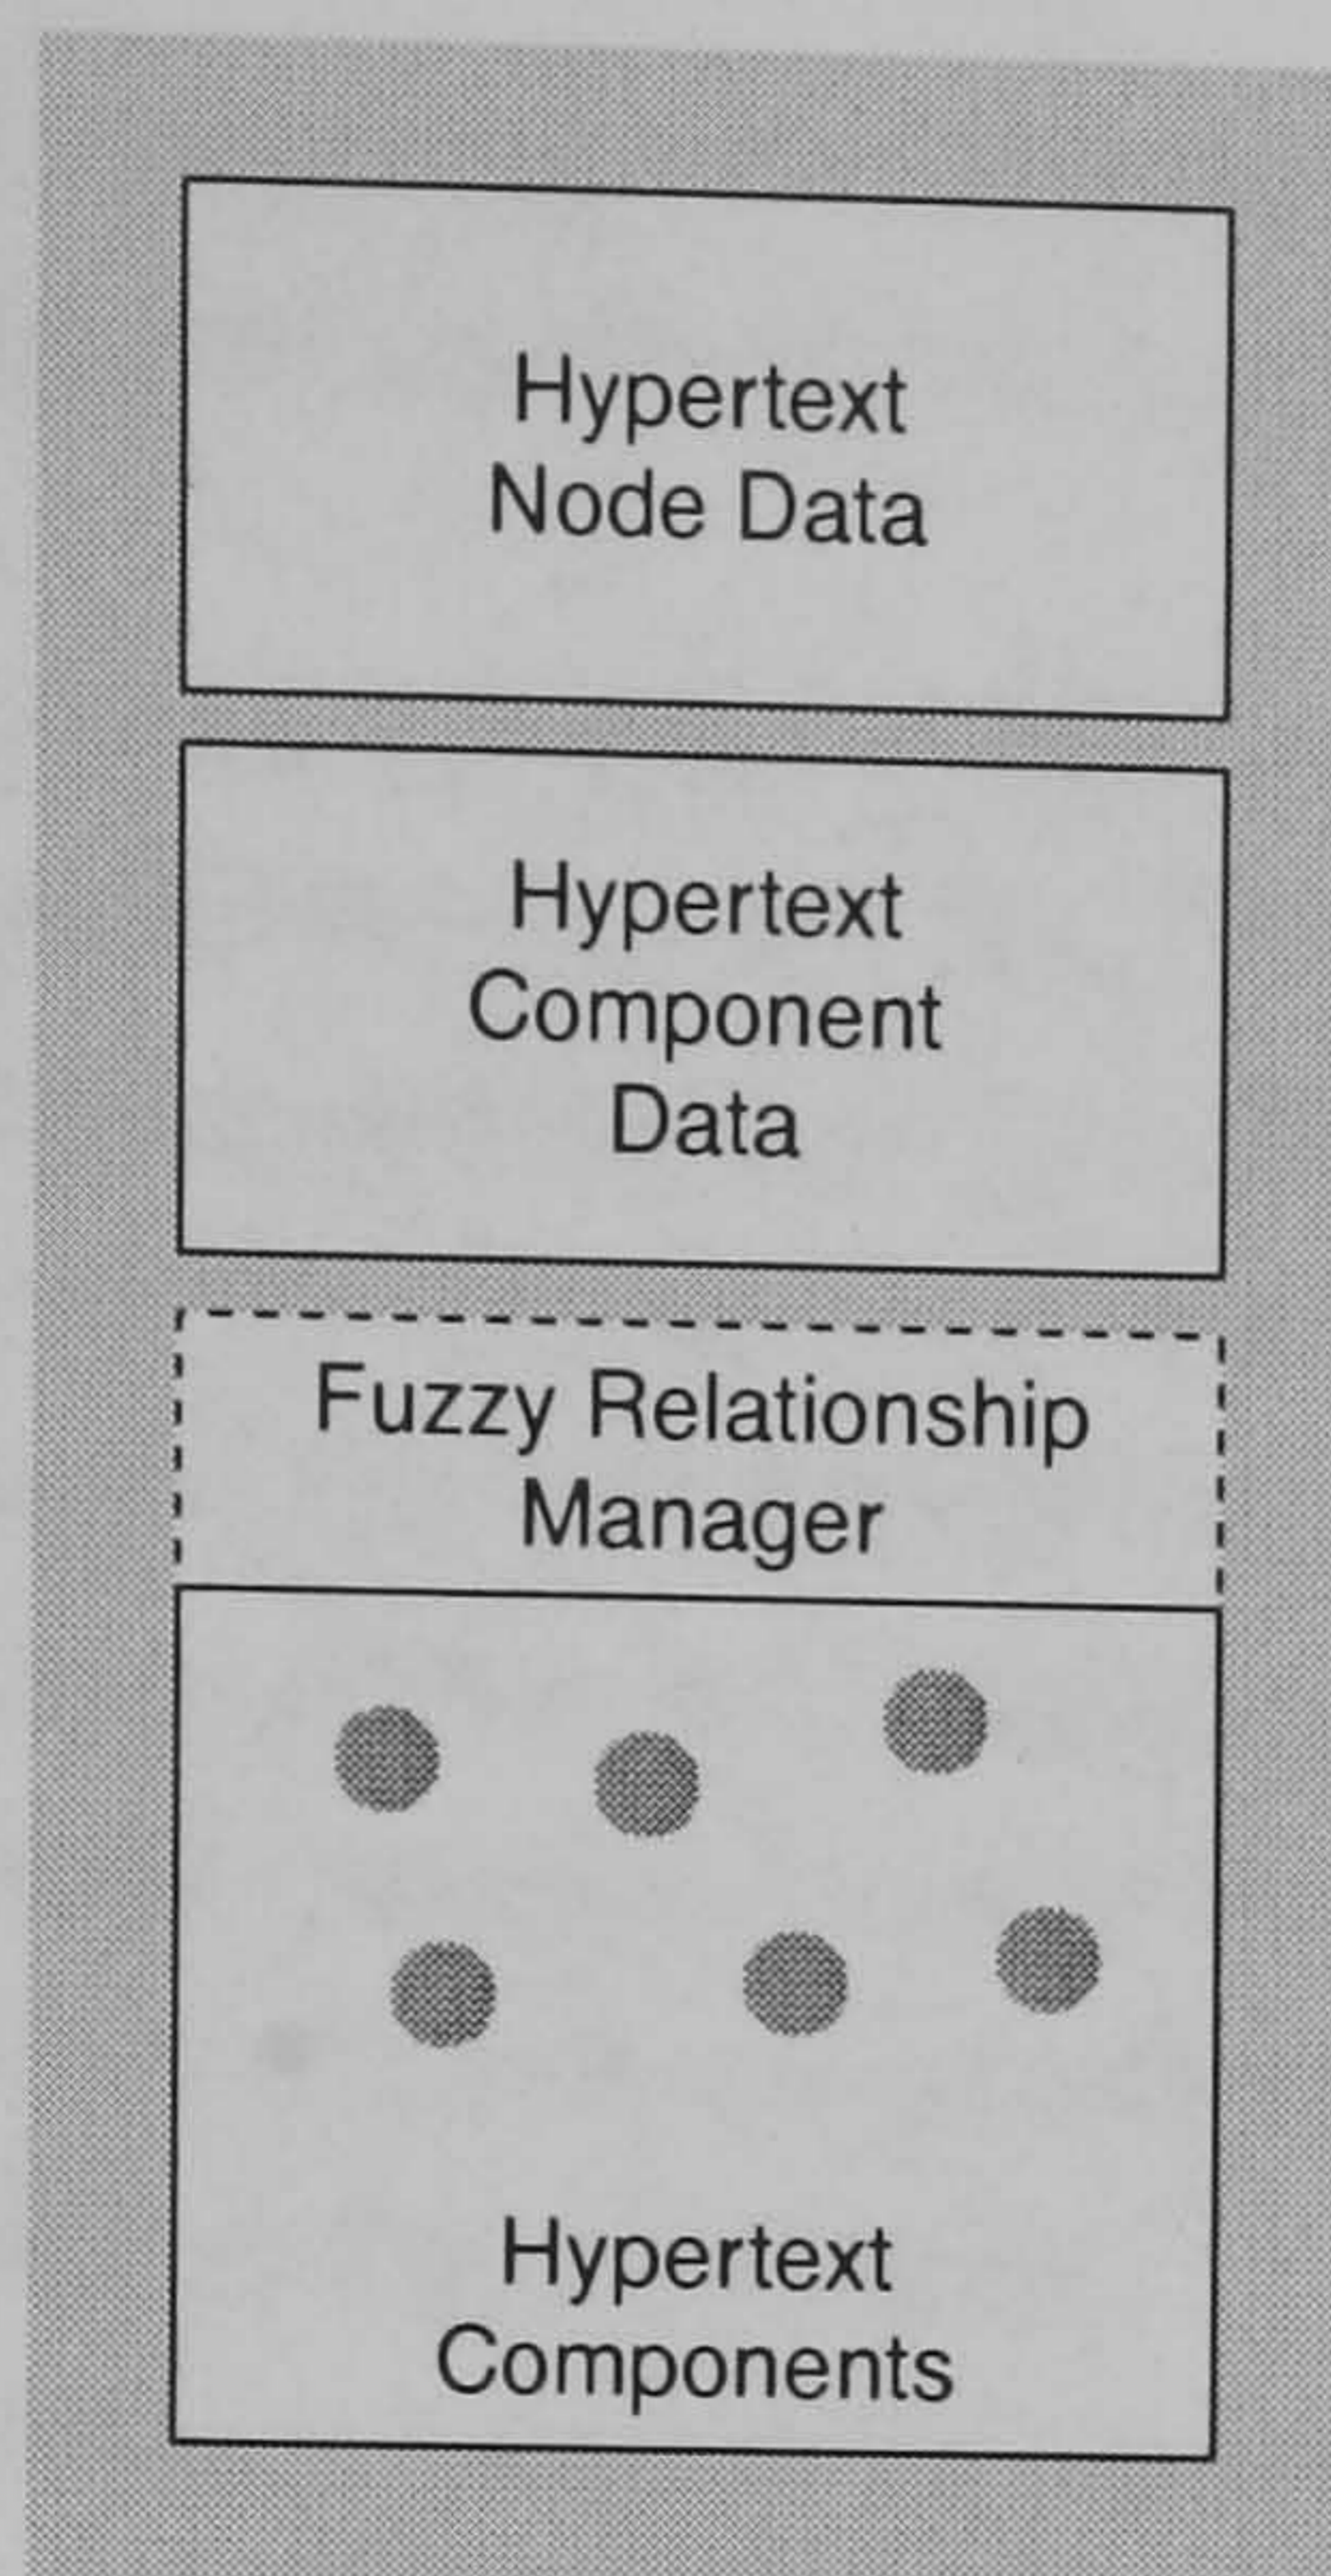 Hypertext
Node Data
Hypertext
Component
Data
Fuzzy Relationship
Manager
Hypertext
Components